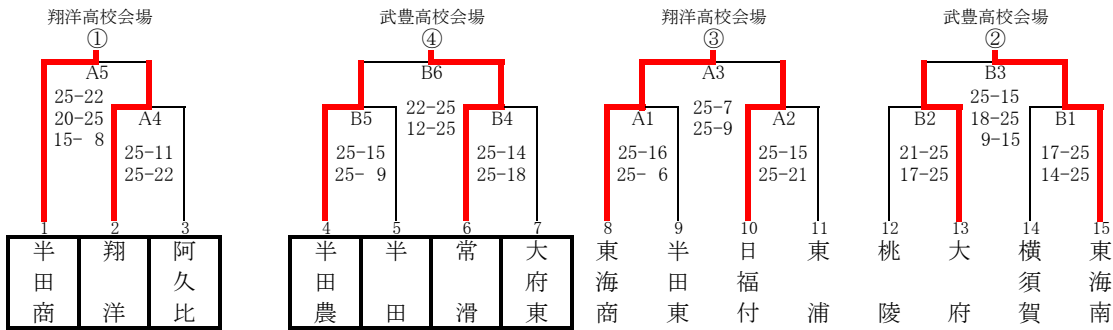 翔洋高校会場 武豊高校会場 翔洋高校会場 武豊高校会場
① ④ ③ ②
A5 B6 A3 B3
25-22 22-25 25-7 25-15
20-25 12-25 25-9 18-25
15- 8 9-15
A4 B5 B4 A1 A2 B2 B1
25-11 25-15 25-14 25-16 25-15 21-25 17-25
25-22 25- 9 25-18 25- 6 25-21 17-25 14-25
1 2 3 4 5 6 7 8 9 10 11 12 13 14 15
半田商
翔洋
阿久比
半田農
半田
常滑
大府東
東海商
半田東
日福付
東浦
桃陵
大府
横須賀
東海南